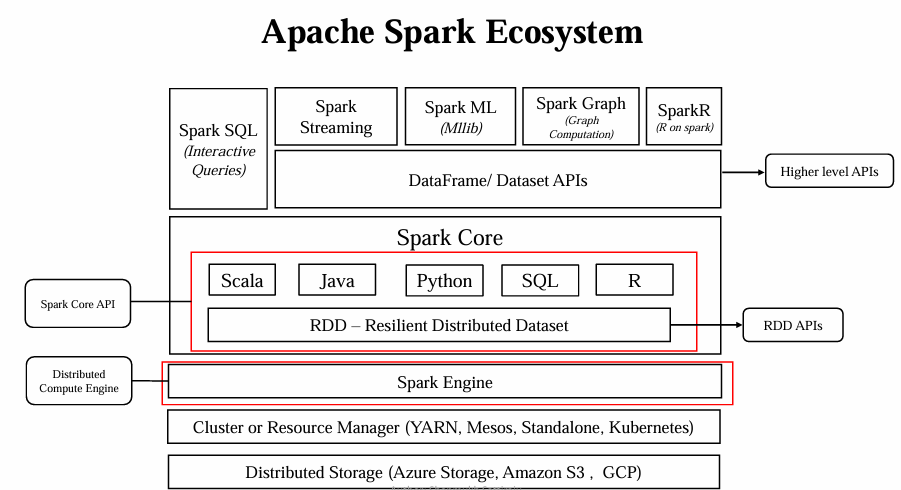 Apache Spark Ecosystem
Spark SQL
(Interactive
Queries)
Spark
Streaming
Spark ML
(Mllib)
Spark Graph
(Graph
Computation)
SparkR
(R on spark)
DataFrame/ Dataset APIs
Higher level APIs
Spark Core
Scala
Java
Python
SQL
R
Spark Core API
RDD – Resilient Distributed Dataset
RDD APIs
Distributed
Compute Engine
Spark Engine
Cluster or Resource Manager (YARN, Mesos, Standalone, Kubernetes)
Distributed Storage (Azure Storage, Amazon S3 , GCP)